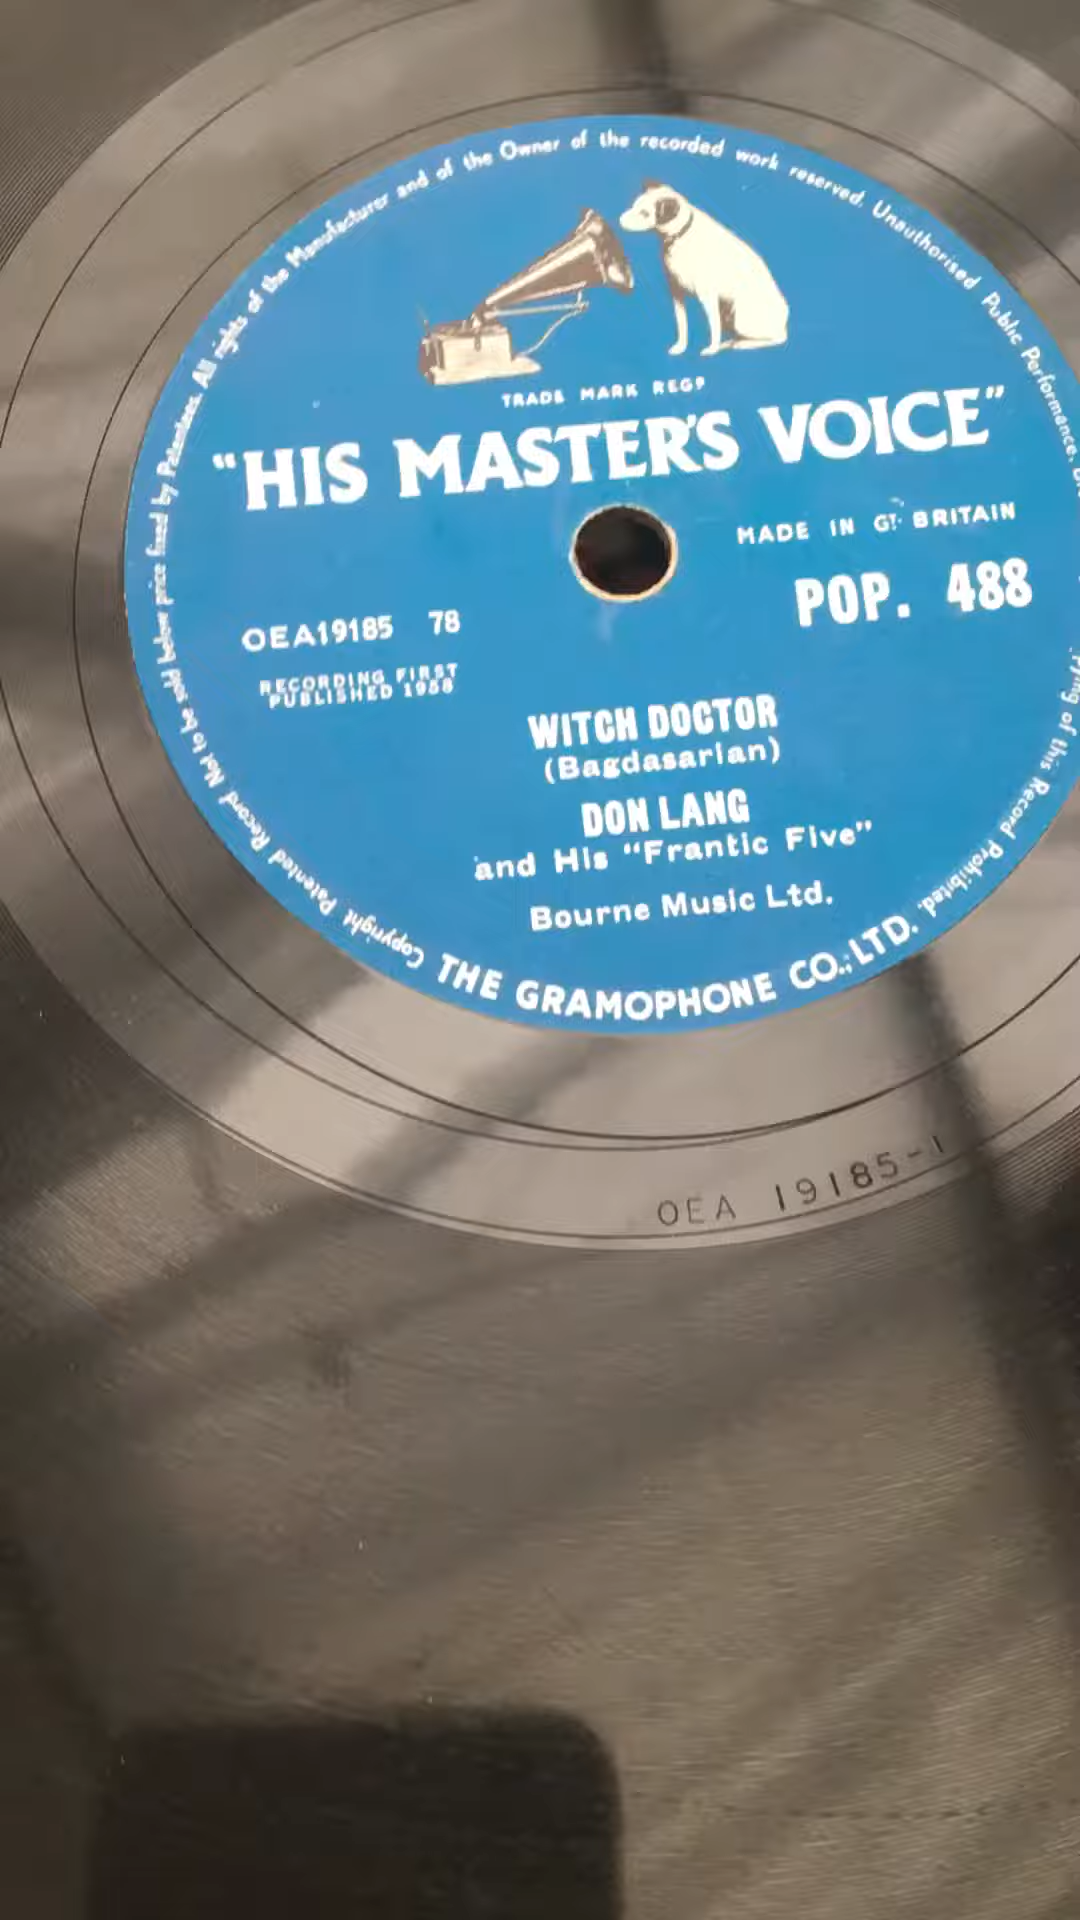 Copyright Patented Record Not to be sold below price fixed by Patentees. All rights of the Manufacturer and of the Owner of the recorded work reserved. Unauthorised Public Performance,
of this Record Prohibited.
TRADE MARK REGD
"HIS MASTER'S VOICE"
MADE IN GT. BRITAIN
POP. 488
OEA19185 78
RECORDING FIRST
PUBLISHED 1958
WITCH DOCTOR
(Bagdasarian)
DON LANG
and His "Frantic Five"
Bourne Music Ltd.
THE GRAMOPHONE CO., LTD.
OEA 19185-1